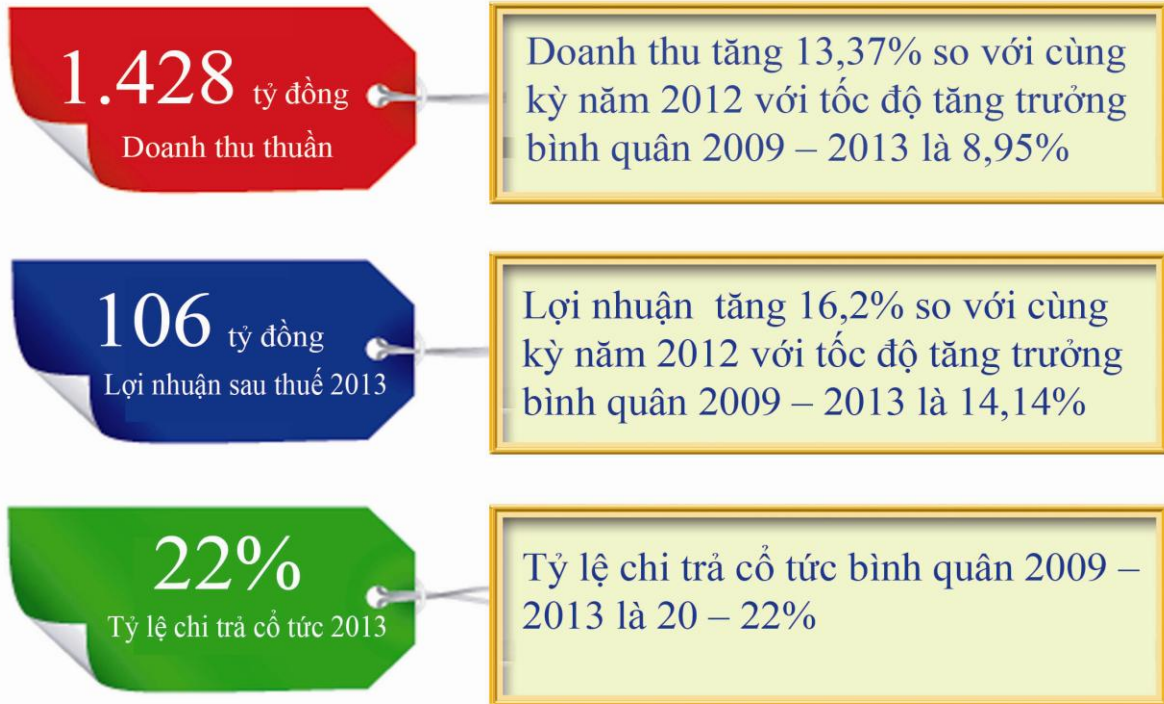 1.428 tỷ đồng
Doanh thu thuần
Doanh thu tăng 13,37% so với cùng
kỳ năm 2012 với tốc độ tăng trưởng
bình quân 2009 – 2013 là 8,95%
106 tỷ đồng
Lợi nhuận sau thuế 2013
Lợi nhuận tăng 16,2% so với cùng
kỳ năm 2012 với tốc độ tăng trưởng
bình quân 2009 – 2013 là 14,14%
22%
Tỷ lệ chi trả cổ tức 2013
Tỷ lệ chi trả cổ tức bình quân 2009 –
2013 là 20 – 22%